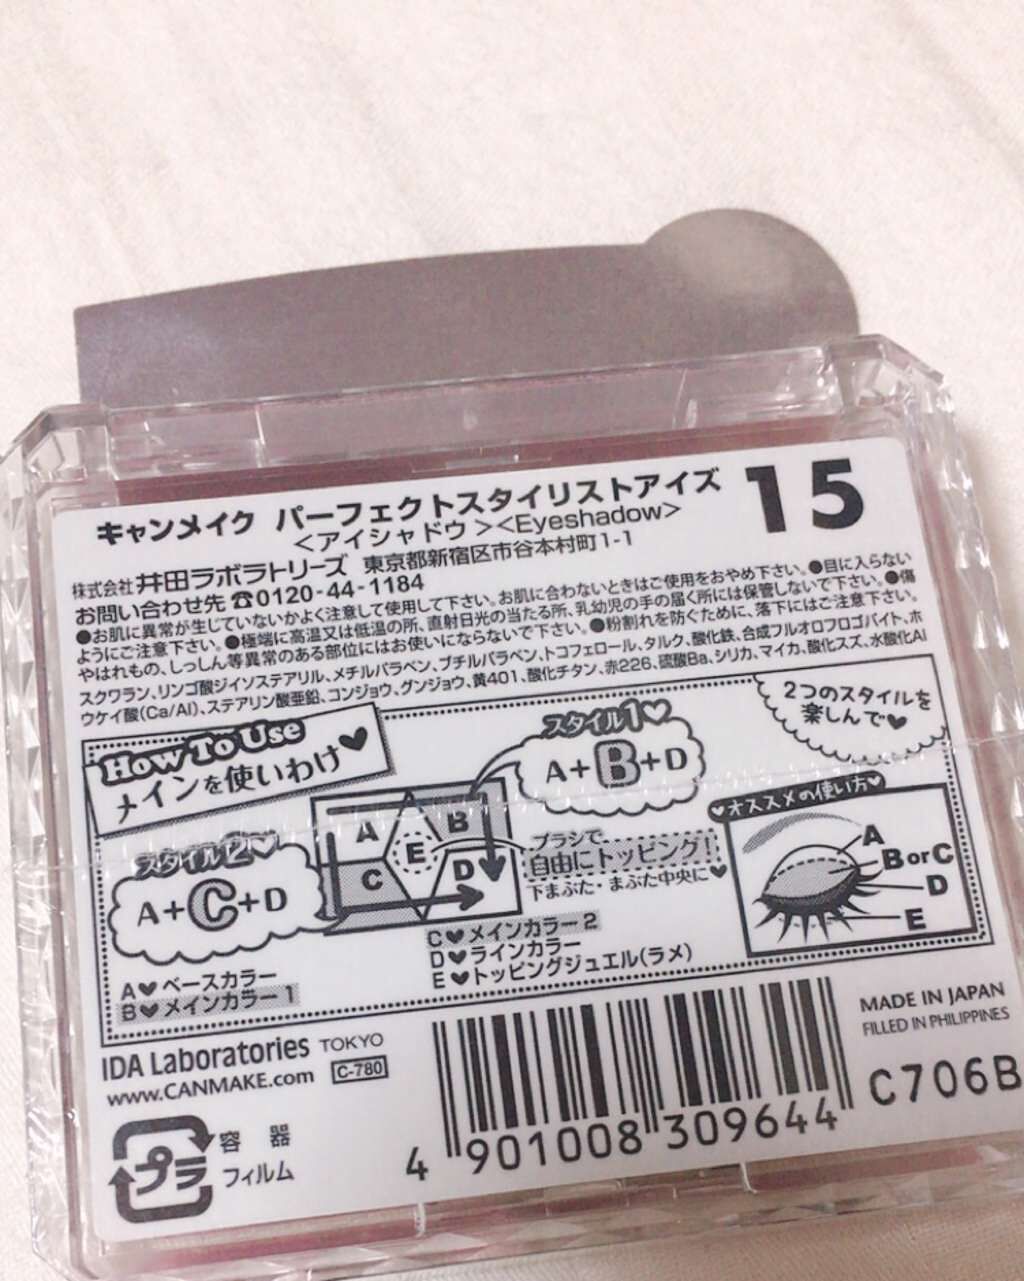 キャンメイク パーフェクトスタイリストアイズ
＜アイシャドウ＞＜Eyeshadow＞
15
株式会社 井田ラボラトリーズ 東京都新宿区市谷本村町1-1
お問い合わせ先 ☎0120-44-1184
●お肌に異常が生じていないかよく注意して使用して下さい。お肌に合わないときはご使用をおやめ下さい。●目に入らない
ようにご注意下さい。●極端に高温又は低温の所、直射日光の当たる所、乳幼児の手の届く所には保管しないで下さい。●傷
やはれもの、しっしん等異常のある部位にはお使いにならないで下さい。●粉割れを防ぐために、落下にはご注意下さい。
スクワラン、リンゴ酸ジイソステアリル、メチルパラベン、ブチルパラベン、トコフェロール、タルク、酸化鉄、合成フルオロフロゴパイト、ホ
ウケイ酸(Ca/Al)、ステアリン酸亜鉛、コンジョウ、グンジョウ、黄401、酸化チタン、赤226、硫酸Ba、シリカ、マイカ、酸化スズ、水酸化Al
How To Use
メインを使いわけ♥
スタイル1♥
A+B+D
2つのスタイルを
楽しんで♥
スタイル2♥
A+C+D
A
B
C
D
E
ブラシで
自由にトッピング!
下まぶた・まぶた中央に♥
♥オススメの使い方♥
A
B or C
D
E
A♥ベースカラー
B♥メインカラー1
C♥メインカラー2
D♥ラインカラー
E♥トッピングジュエル(ラメ)
IDA Laboratories TOKYO
www.CANMAKE.com C-780
MADE IN JAPAN
FILLED IN PHILIPPINES
C706B
4 901008 309644
プラ
容器
フィルム